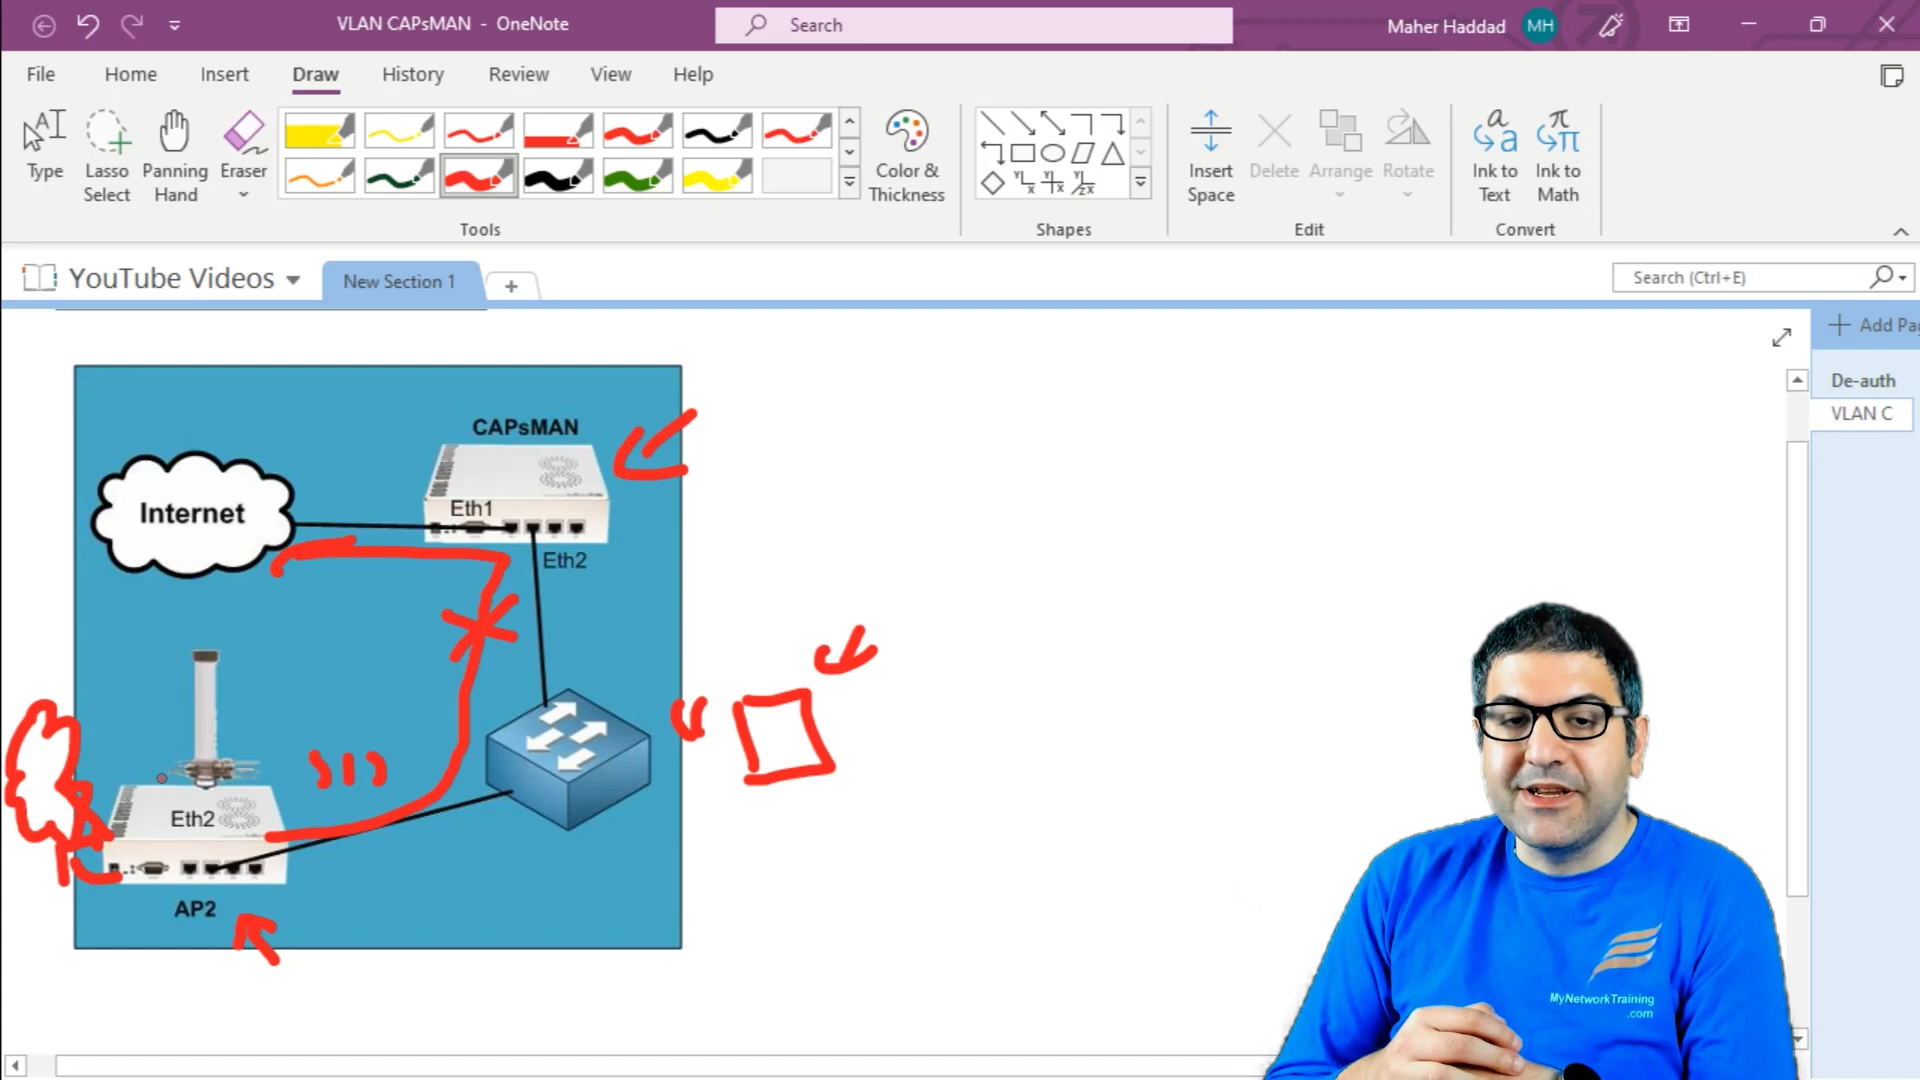 VLAN CAPsMAN - OneNote
Search
Maher Haddad
MH
File
Home
Insert
Draw
History
Review
View
Help
Type
Lasso
Select
Panning
Hand
Eraser
Color &
Thickness
Insert
Space
Delete
Arrange
Rotate
Ink to
Text
Ink to
Math
Tools
Shapes
Edit
Convert
YouTube Videos
New Section 1
Search (Ctrl+E)
Add Pag
De-auth
VLAN C
CAPsMAN
Internet
Eth1
Eth2
Eth2
AP2
MyNetworkTraining
.com